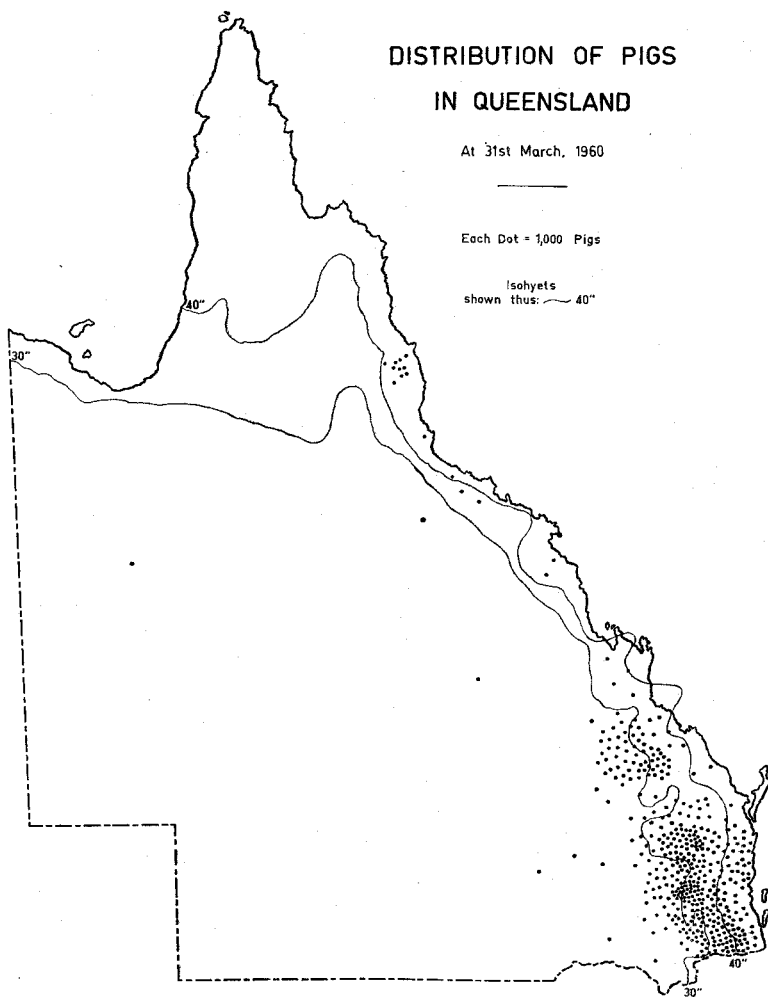 DISTRIBUTION OF PIGS
IN QUEENSLAND
At 31st March, 1960
Each Dot = 1,000 Pigs
Isohyets
shown thus: 40"
40"
30"
40"
30"